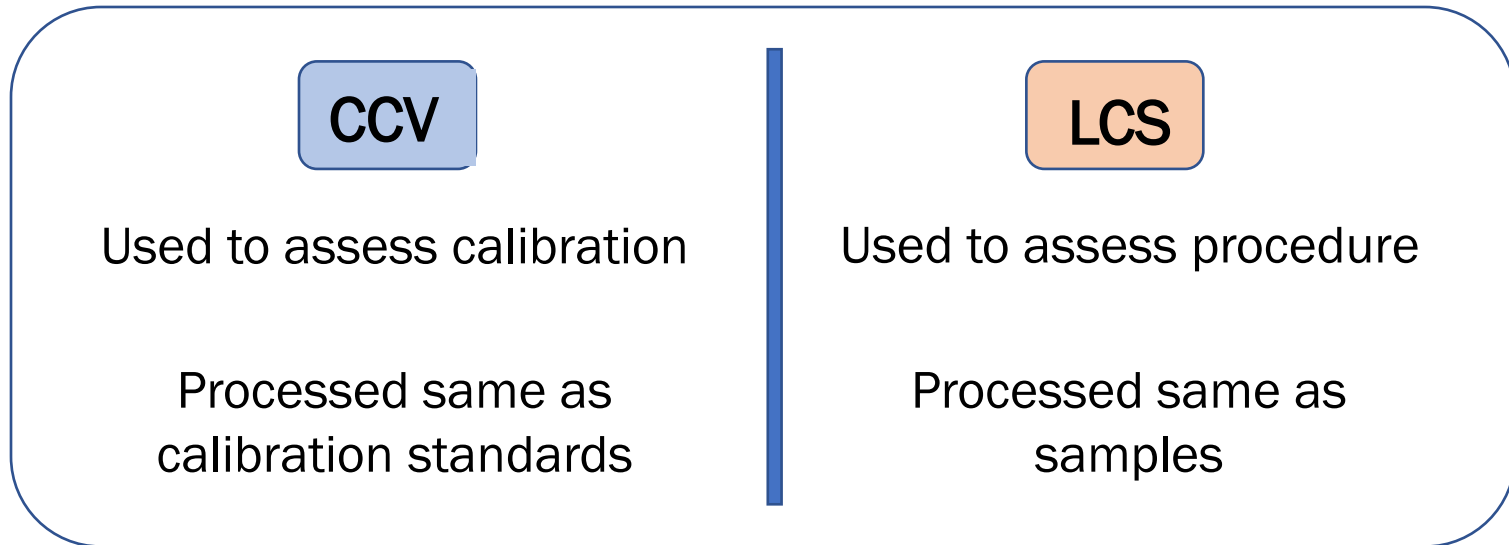 CCV
Used to assess calibration
Processed same as
calibration standards
LCS
Used to assess procedure
Processed same as
samples